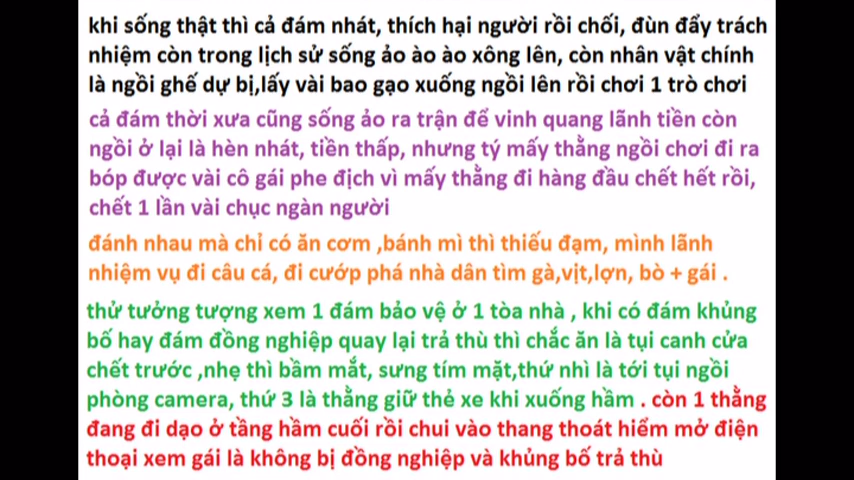 khi sống thật thì cả đám nhát, thích hại người rồi chối, đùn đẩy trách
nhiệm còn trong lịch sử sống ảo ào ào xông lên, còn nhân vật chính
là ngồi ghế dự bị,lấy vài bao gạo xuống ngồi lên rồi chơi 1 trò chơi
cả đám thời xưa cũng sống ảo ra trận để vinh quang lãnh tiền còn
ngồi ở lại là hèn nhát, tiền thấp, nhưng tý mấy thằng ngồi chơi đi ra
bóp được vài cô gái phe địch vì mấy thằng đi hàng đầu chết hết rồi,
chết 1 lần vài chục ngàn người
đánh nhau mà chỉ có ăn cơm ,bánh mì thì thiếu đạm, mình lãnh
nhiệm vụ đi câu cá, đi cướp phá nhà dân tìm gà,vịt,lợn, bò + gái .
thử tưởng tượng xem 1 đám bảo vệ ở 1 tòa nhà , khi có đám khủng
bố hay đám đồng nghiệp quay lại trả thù thì chắc ăn là tụi canh cửa
chết trước ,nhẹ thì bầm mắt, sưng tím mặt,thứ nhì là tới tụi ngồi
phòng camera, thứ 3 là thằng giữ thẻ xe khi xuống hầm . còn 1 thằng
đang đi dạo ở tầng hầm cuối rồi chui vào thang thoát hiểm mở điện
thoại xem gái là không bị đồng nghiệp và khủng bố trả thù